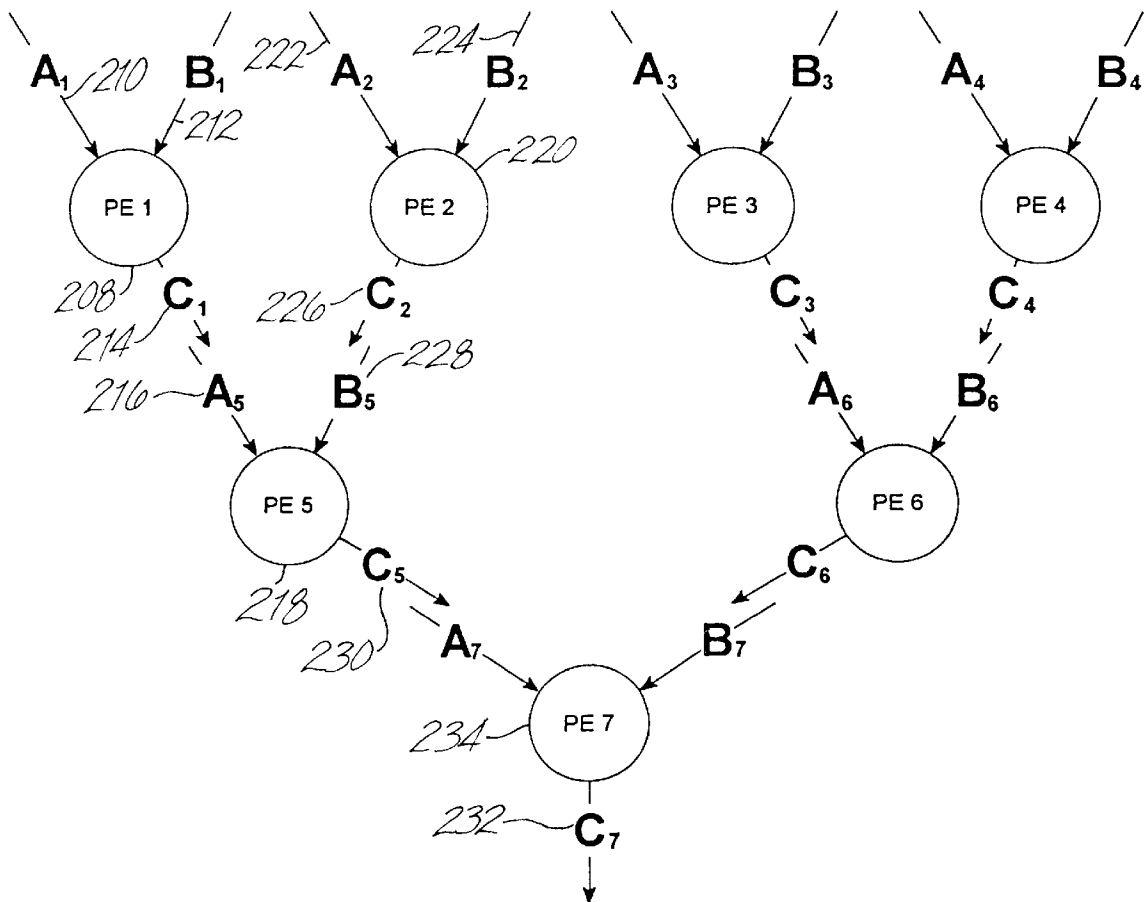 222 224
A1 210 B1 A2 B2 A3 B3 A4 B4
212 220
PE 1 PE 2 PE 3 PE 4
208 C1 226 C2 C3 C4
214
216 A5 B5 228 A6 B6
PE 5 PE 6
218 C5 C6
230 A7 B7
234 PE 7
232 C7